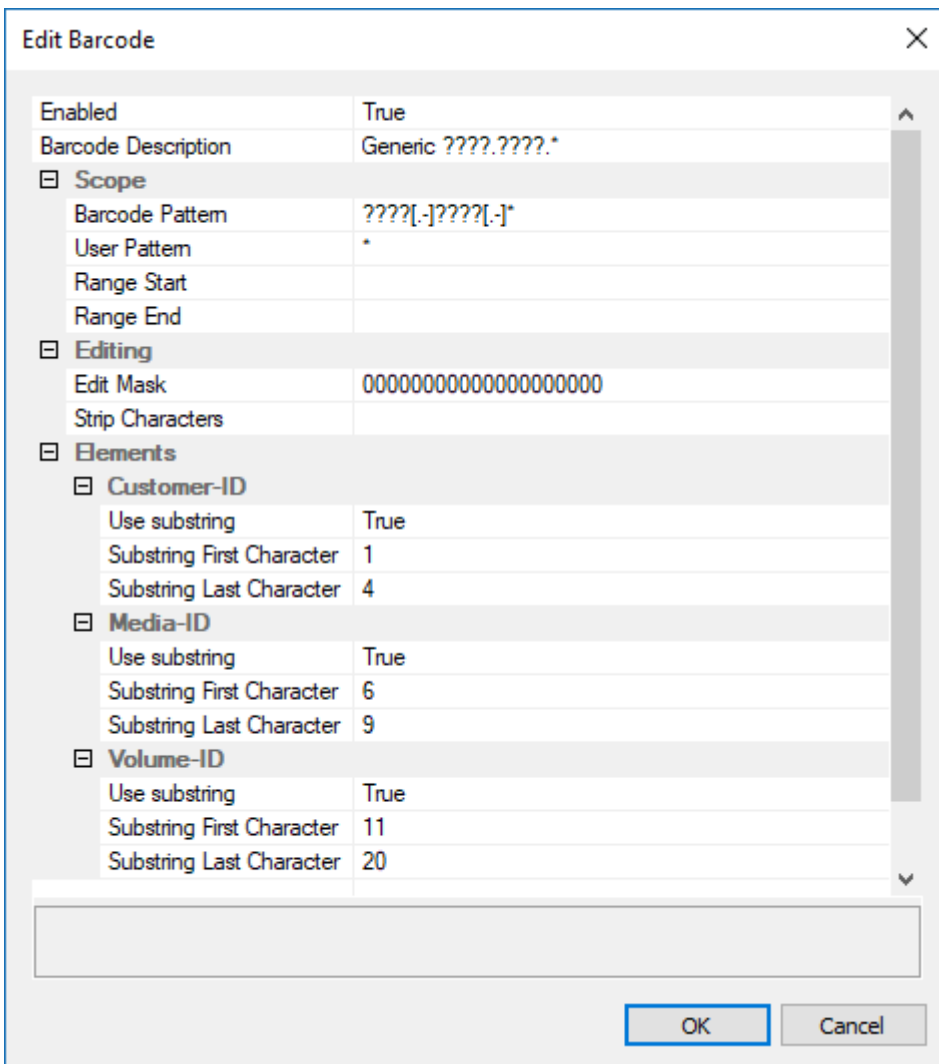 Edit Barcode
Enabled True
Barcode Description Generic ????.????.*
Scope
Barcode Pattern ????[.-]????[.-]*
User Pattern *
Range Start
Range End
Editing
Edit Mask 00000000000000000000
Strip Characters
Elements
Customer-ID
Use substring True
Substring First Character 1
Substring Last Character 4
Media-ID
Use substring True
Substring First Character 6
Substring Last Character 9
Volume-ID
Use substring True
Substring First Character 11
Substring Last Character 20
OK Cancel